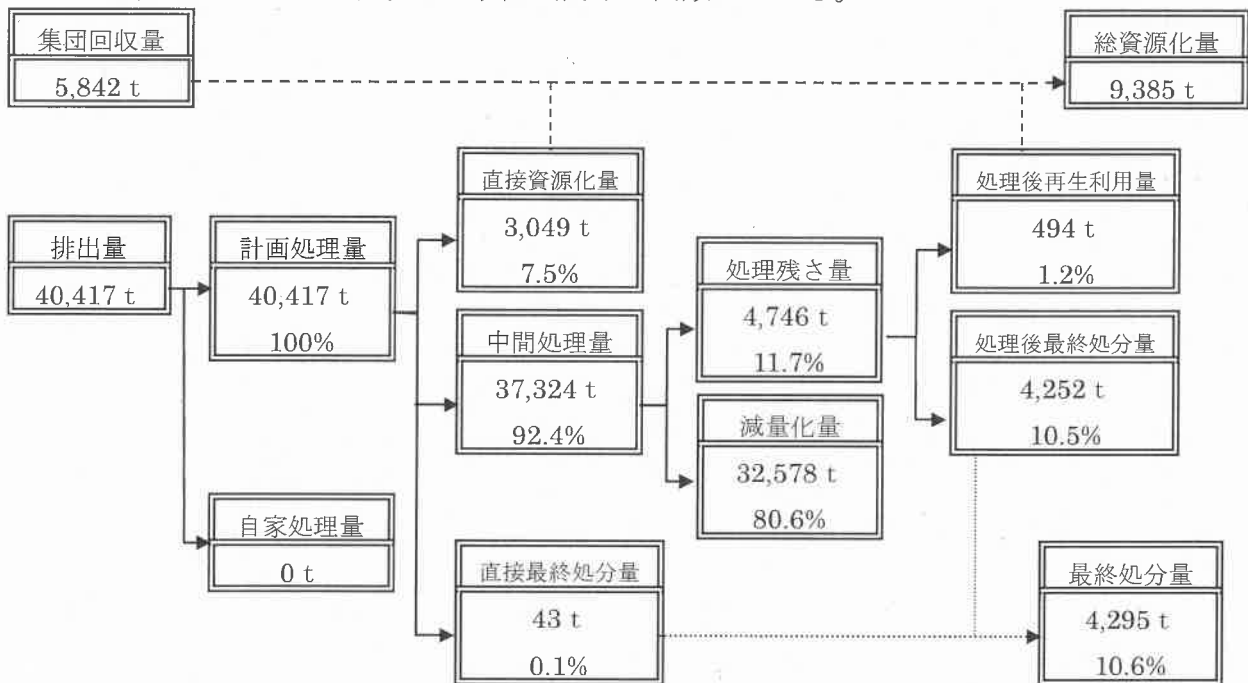 集団回収量
5,842 t
総資源化量
9,385 t
直接資源化量
3,049 t
7.5%
処理後再生利用量
494 t
1.2%
排出量
40,417 t
計画処理量
40,417 t
100%
処理残さ量
4,746 t
11.7%
中間処理量
37,324 t
92.4%
処理後最終処分量
4,252 t
10.5%
減量化量
32,578 t
80.6%
自家処理量
0 t
直接最終処分量
43 t
0.1%
最終処分量
4,295 t
10.6%